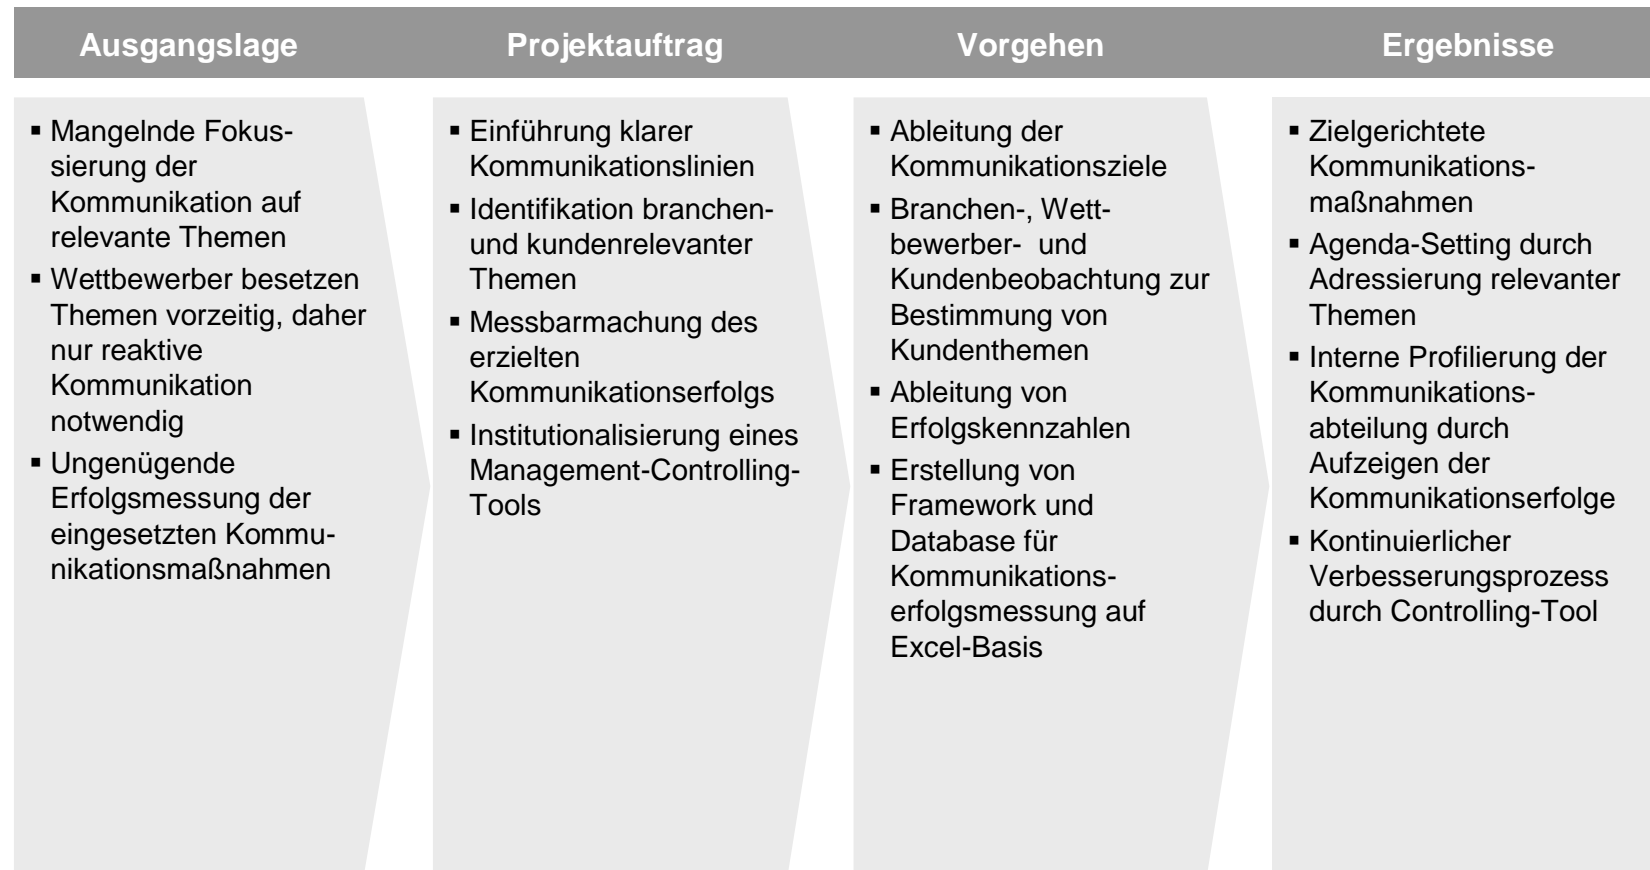 Ausgangslage
Projektauftrag
Vorgehen
Ergebnisse
▪ Mangelnde Fokus-
sierung der
Kommunikation auf
relevante Themen
▪ Wettbewerber besetzen
Themen vorzeitig, daher
nur reaktive
Kommunikation
notwendig
▪ Ungenügende
Erfolgsmessung der
eingesetzten Kommu-
nikationsmaßnahmen
▪ Einführung klarer
Kommunikationslinien
▪ Identifikation branchen-
und kundenrelevanter
Themen
▪ Messbarmachung des
erzielten
Kommunikationserfolgs
▪ Institutionalisierung eines
Management-Controlling-
Tools
▪ Ableitung der
Kommunikationsziele
▪ Branchen-, Wett-
bewerber-  und
Kundenbeobachtung zur
Bestimmung von
Kundenthemen
▪ Ableitung von
Erfolgskennzahlen
▪ Erstellung von
Framework und
Database für
Kommunikations-
erfolgsmessung auf
Excel-Basis
▪ Zielgerichtete
Kommunikations-
maßnahmen
▪ Agenda-Setting durch
Adressierung relevanter
Themen
▪ Interne Profilierung der
Kommunikations-
abteilung durch
Aufzeigen der
Kommunikationserfolge
▪ Kontinuierlicher
Verbesserungsprozess
durch Controlling-Tool